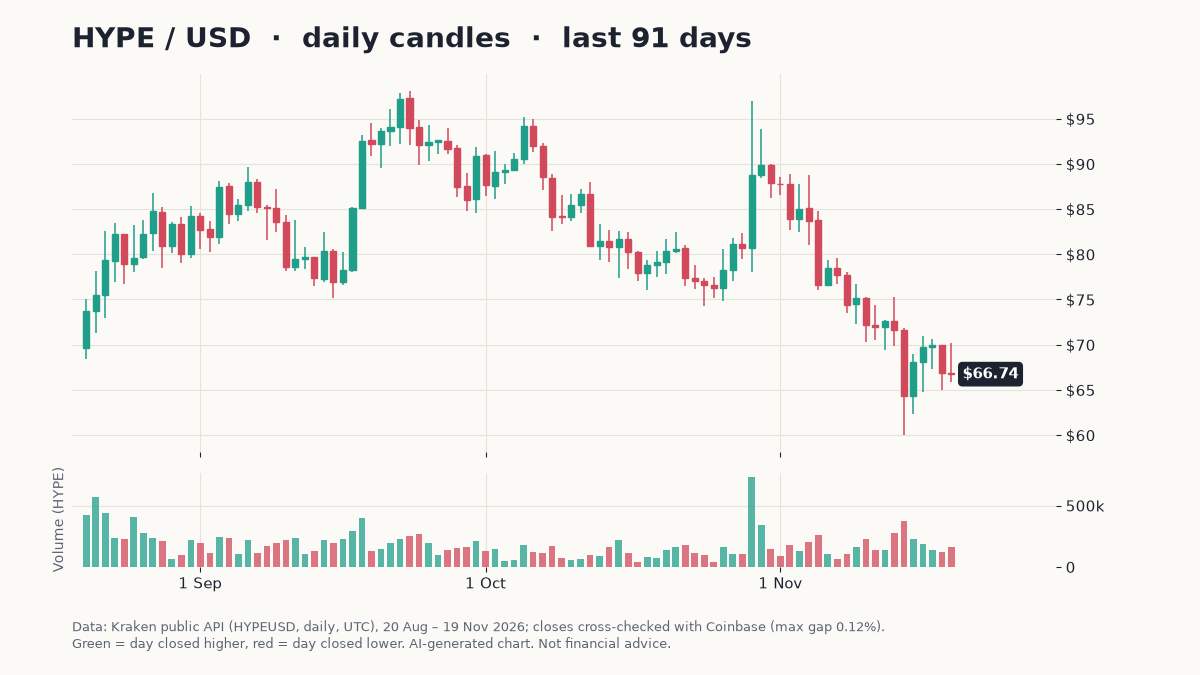 HYPE / USD · daily candles · last 91 days
$95
$90
$85
$80
$75
$70
$66.74
$65
$60
Volume (HYPE)
500k
0
1 Sep
1 Oct
1 Nov
Data: Kraken public API (HYPEUSD, daily, UTC), 20 Aug – 19 Nov 2026; closes cross-checked with Coinbase (max gap 0.12%).
Green = day closed higher, red = day closed lower. AI-generated chart. Not financial advice.